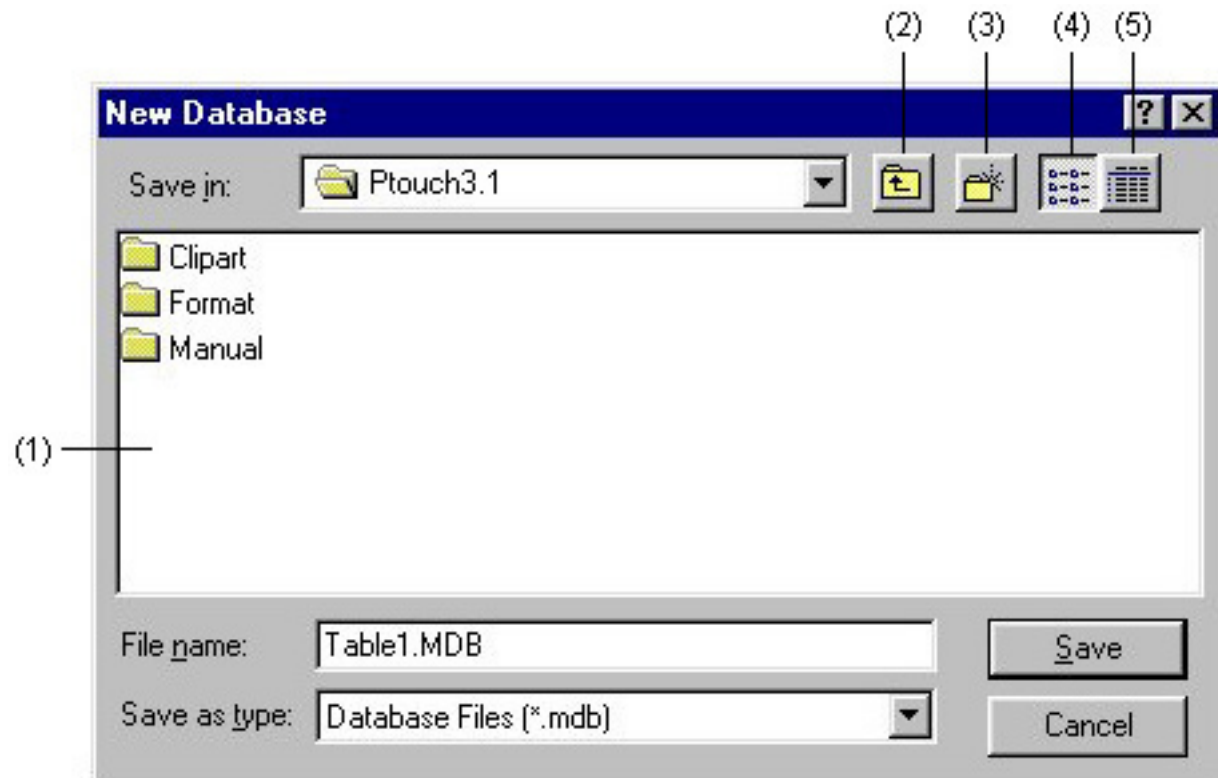 (2) (3) (4) (5)
New Database
Save in: Ptouch3.1
Clipart
Format
Manual
(1)
File name: Table1.MDB
Save
Save as type: Database Files (*.mdb)
Cancel